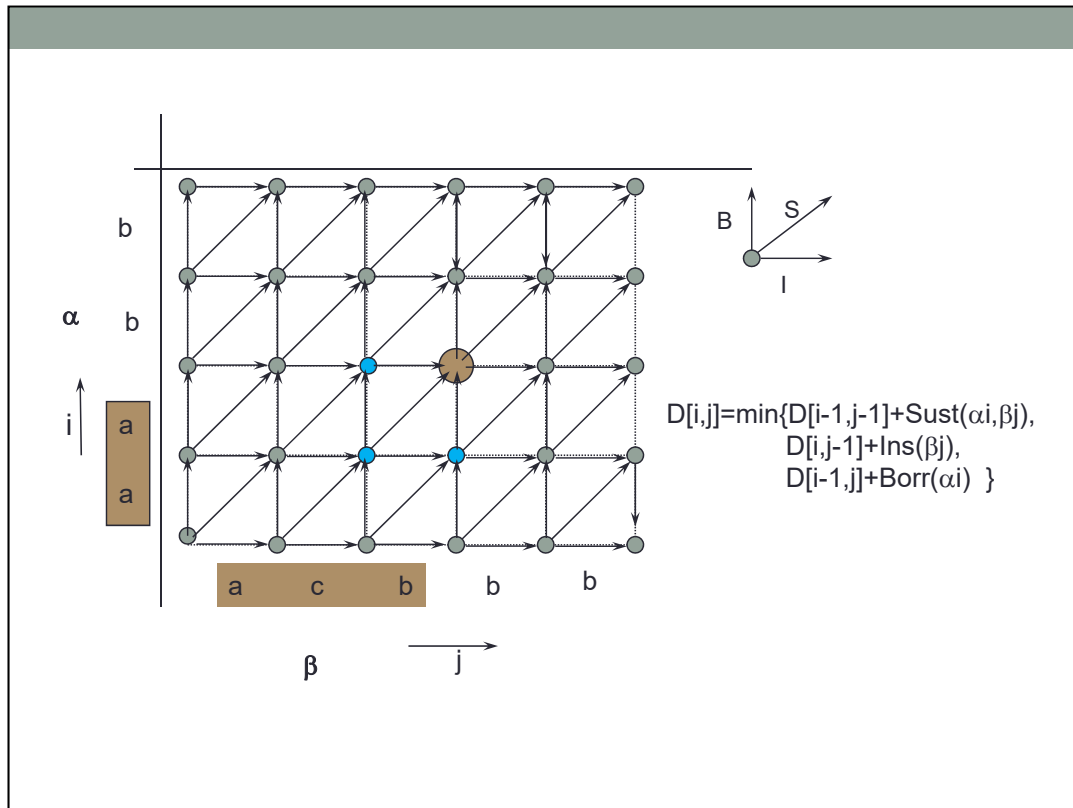 b
B
S
I
α
b
i
a
a
D[i,j]=min{D[i-1,j-1]+Sust(αi,βj),
D[i,j-1]+Ins(βj),
D[i-1,j]+Borr(αi) }
a c b b b
β
j